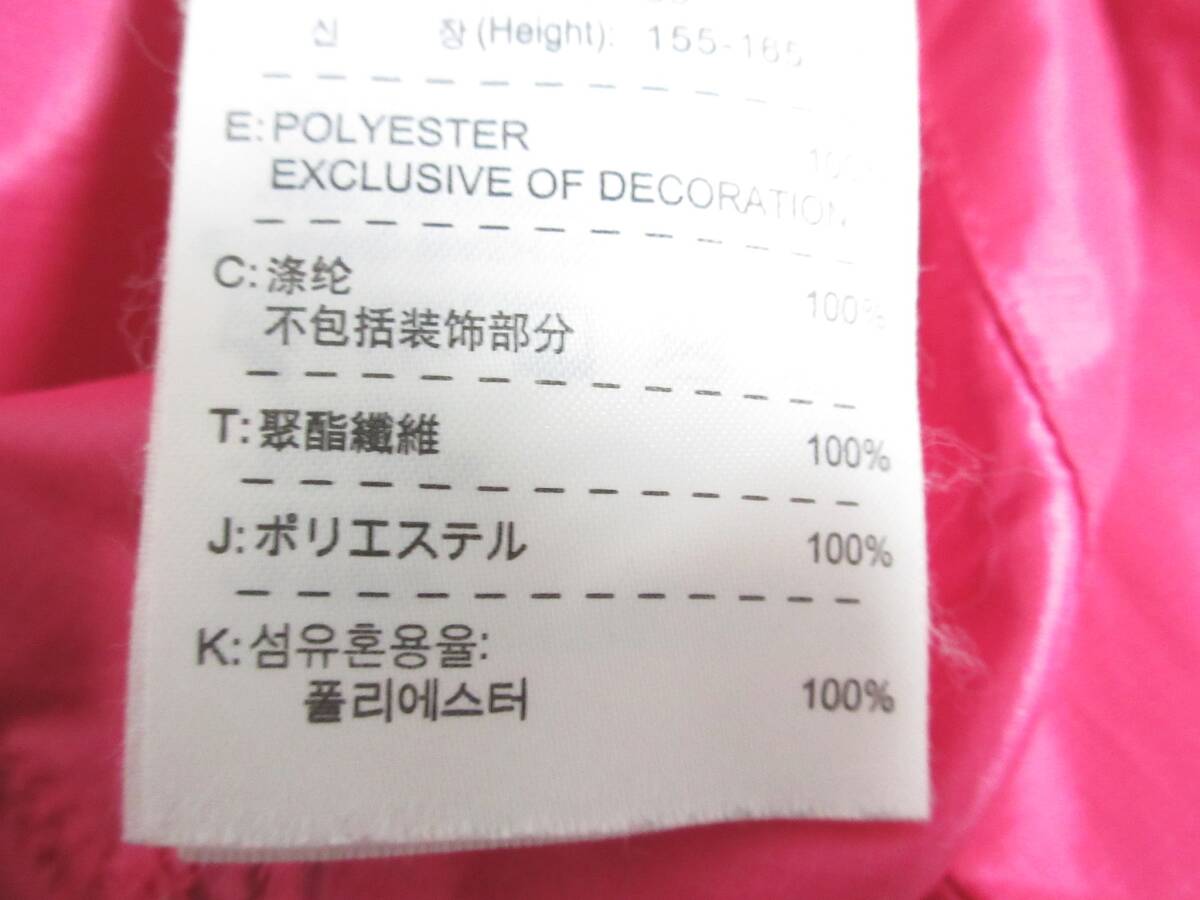 신 장 (Height): 155-165
E: POLYESTER 100%
EXCLUSIVE OF DECORATION
C: 涤纶 100%
不包括装饰部分
T: 聚酯纖維 100%
J: ポリエステル 100%
K: 섬유혼용율:
폴리에스터 100%